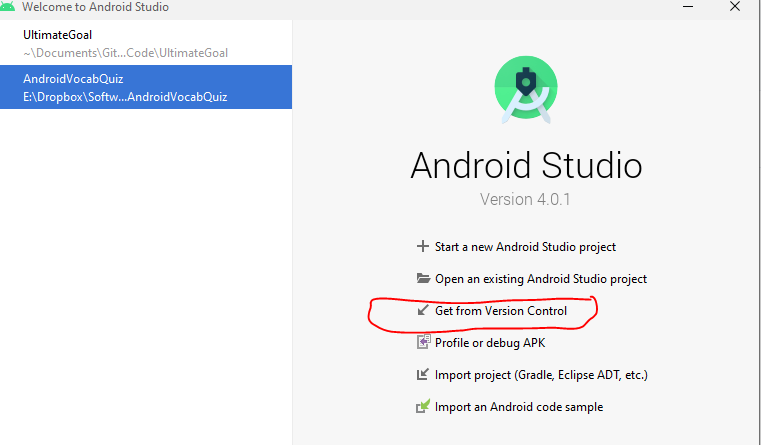 Welcome to Android Studio
UltimateGoal
~\Documents\Git...Code\UltimateGoal
AndroidVocabQuiz
E:\Dropbox\Softw...AndroidVocabQuiz
Android Studio
Version 4.0.1
Start a new Android Studio project
Open an existing Android Studio project
Get from Version Control
Profile or debug APK
Import project (Gradle, Eclipse ADT, etc.)
Import an Android code sample